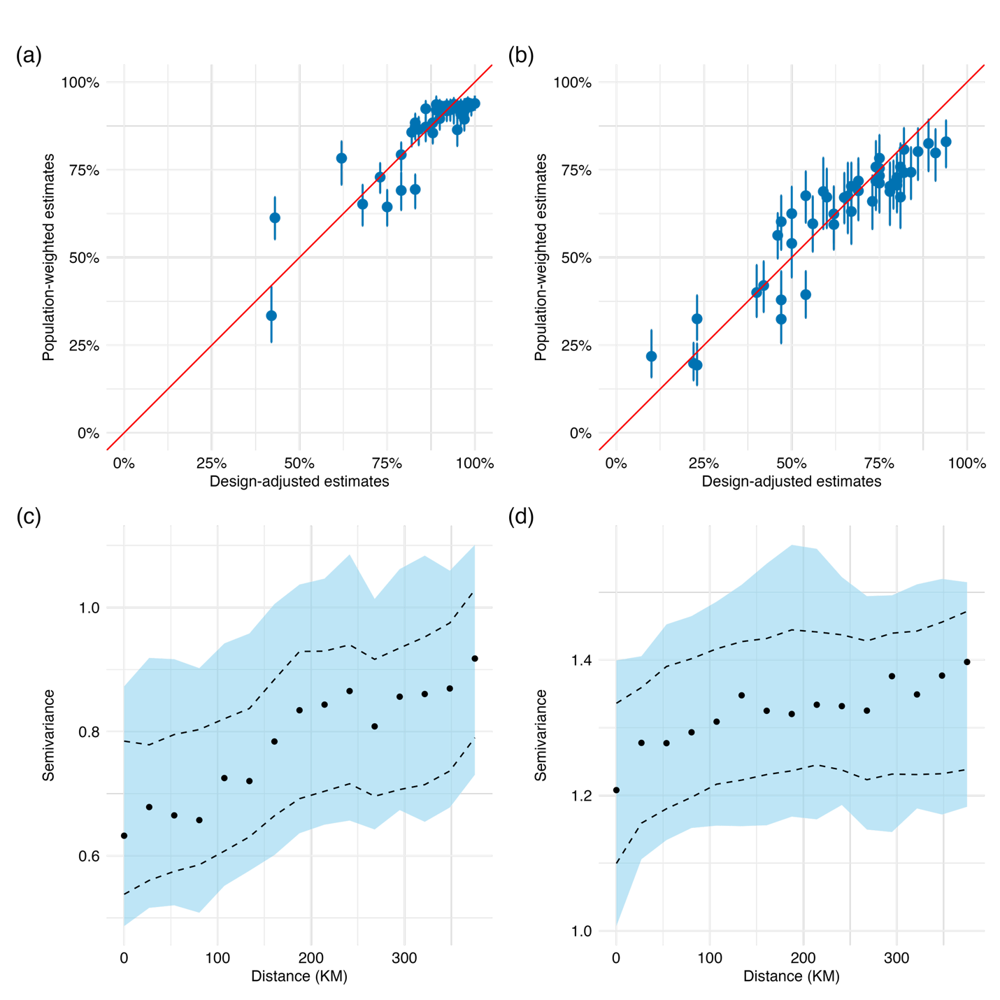 (a)
Population-weighted estimates
100%
75%
50%
25%
0%
0% 25% 50% 75% 100%
Design-adjusted estimates
(b)
Population-weighted estimates
100%
75%
50%
25%
0%
0% 25% 50% 75% 100%
Design-adjusted estimates
(c)
Semivariance
1.0
0.8
0.6
0 100 200 300
Distance (KM)
(d)
Semivariance
1.4
1.2
1.0
0 100 200 300
Distance (KM)